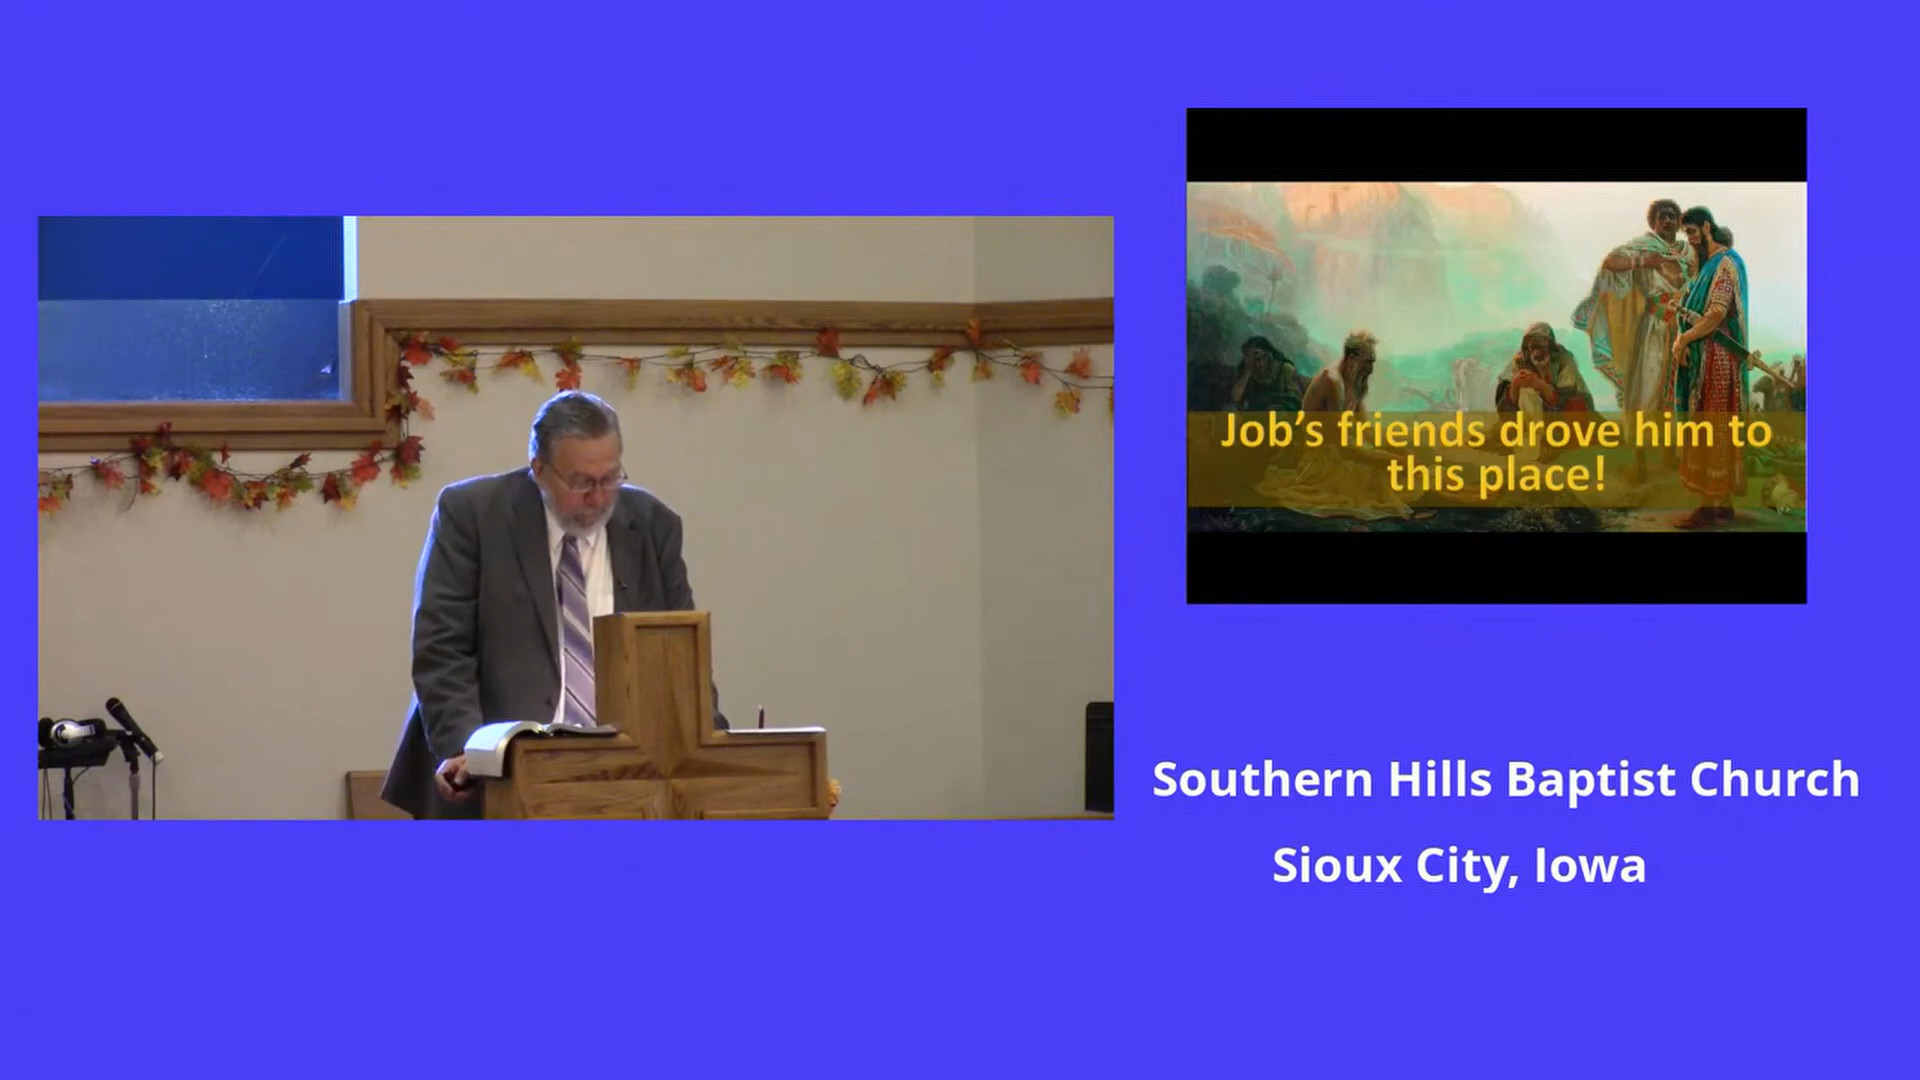 Job’s friends drove him to
this place!
Southern Hills Baptist Church
Sioux City, Iowa